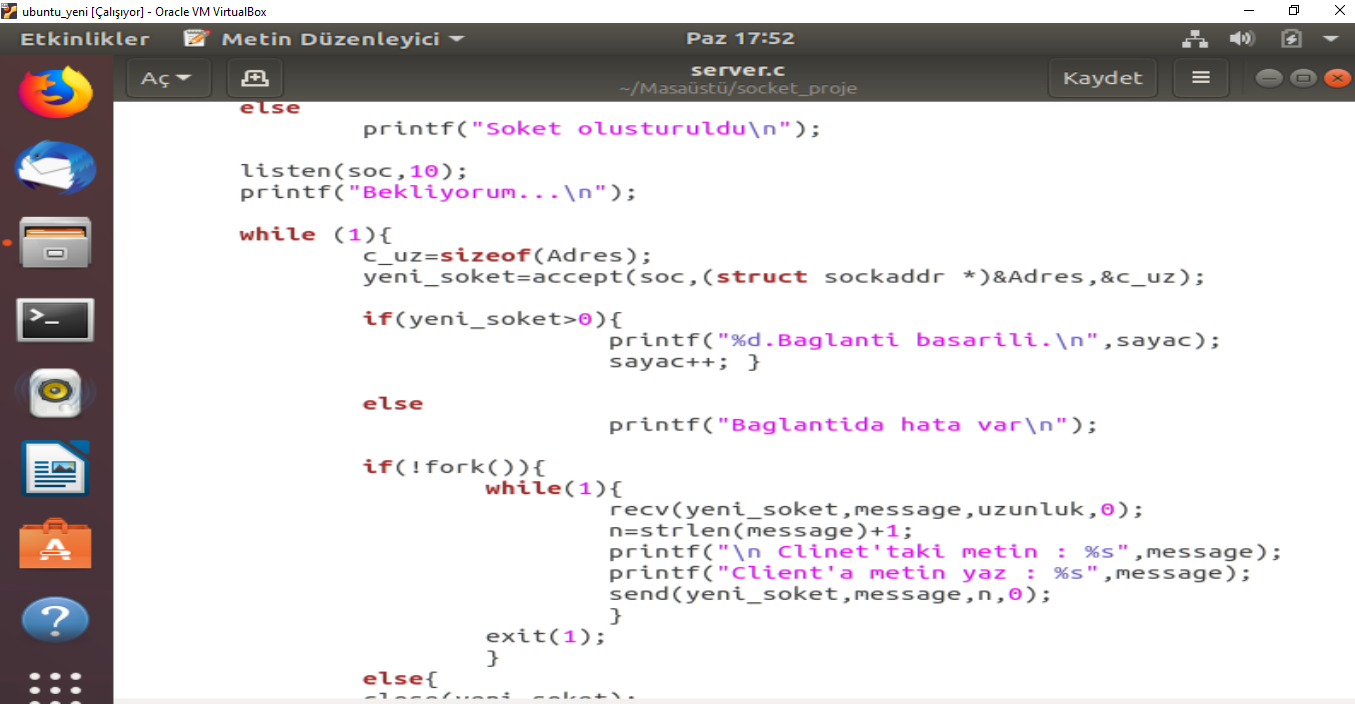 ubuntu_yeni [Çalışıyor] - Oracle VM VirtualBox
Etkinlikler Metin Düzenleyici Paz 17:52
Aç server.c Kaydet
~/Masaüstü/socket_proje
else
printf("Soket olusturuldu\n");
listen(soc,10);
printf("Bekliyorum...\n");
while (1){
c_uz=sizeof(Adres);
yeni_soket=accept(soc,(struct sockaddr *)&Adres,&c_uz);
if(yeni_soket>0){
printf("%d.Baglanti basarili.\n",sayac);
sayac++; }
else
printf("Baglantida hata var\n");
if(!fork()){
while(1){
recv(yeni_soket,message,uzunluk,0);
n=strlen(message)+1;
printf("\n Clinet'taki metin : %s",message);
printf("Client'a metin yaz : %s",message);
send(yeni_soket,message,n,0);
}
exit(1);
}
else{
close(yeni_soket);